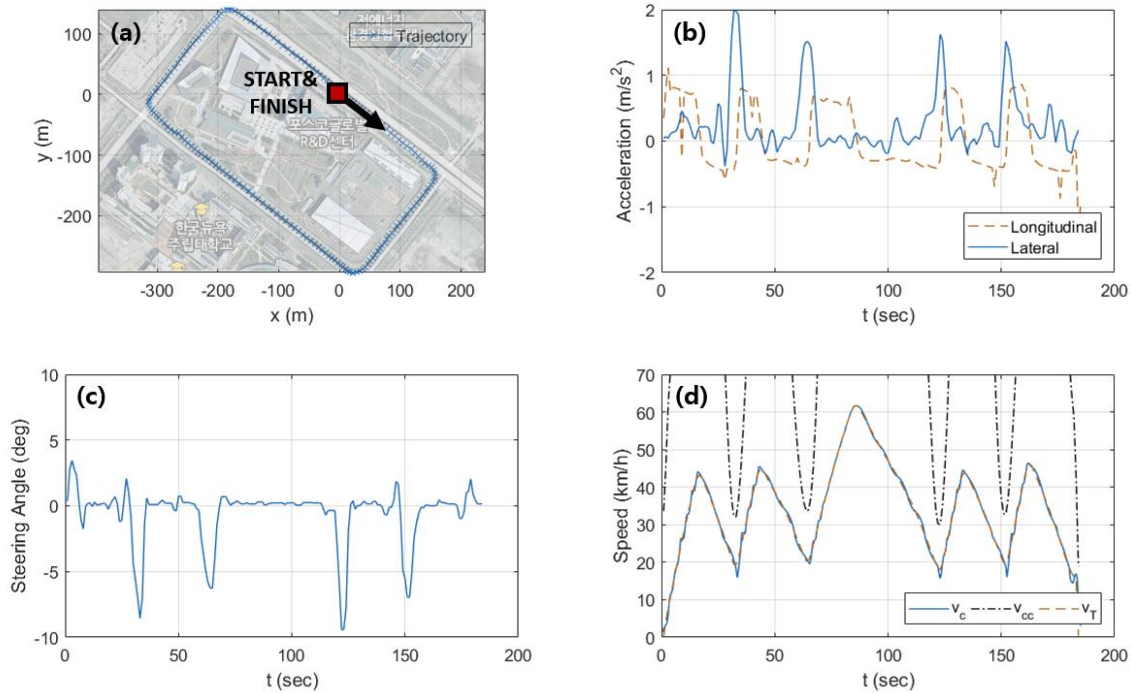 (a)
Trajectory
START&
FINISH
포스코글로벌
R&D센터
한국뉴욕
주립대학교
100
0
-100
-200
y (m)
-300
-200
-100
0
100
200
x (m)
(b)
2
1
0
-1
-2
Acceleration (m/s²)
Longitudinal
Lateral
0
50
100
150
200
t (sec)
(c)
10
5
0
-5
-10
Steering Angle (deg)
0
50
100
150
200
t (sec)
(d)
70
60
50
40
30
20
10
0
Speed (km/h)
v_c
v_cc
v_T
0
50
100
150
200
t (sec)